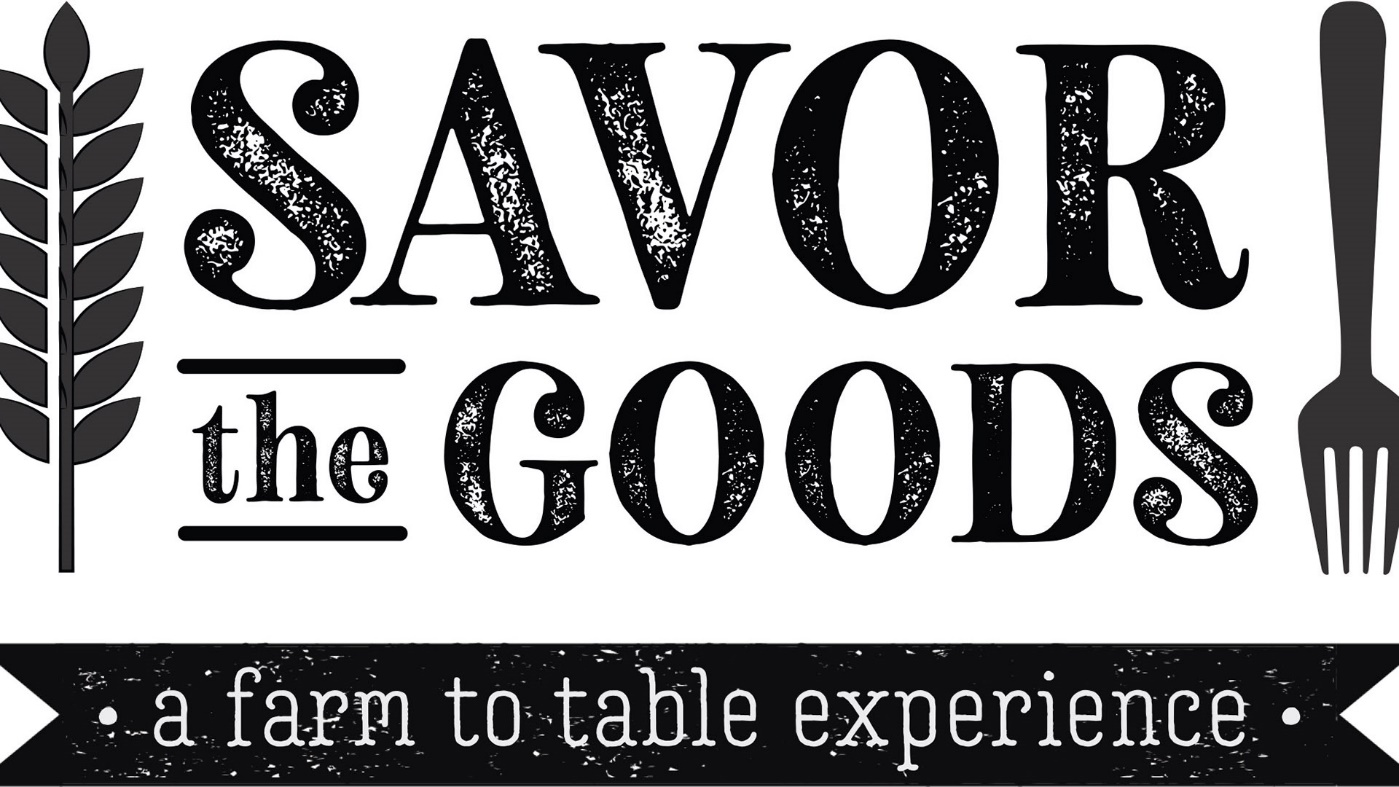 SAVOR
the GOODS
• a farm to table experience •